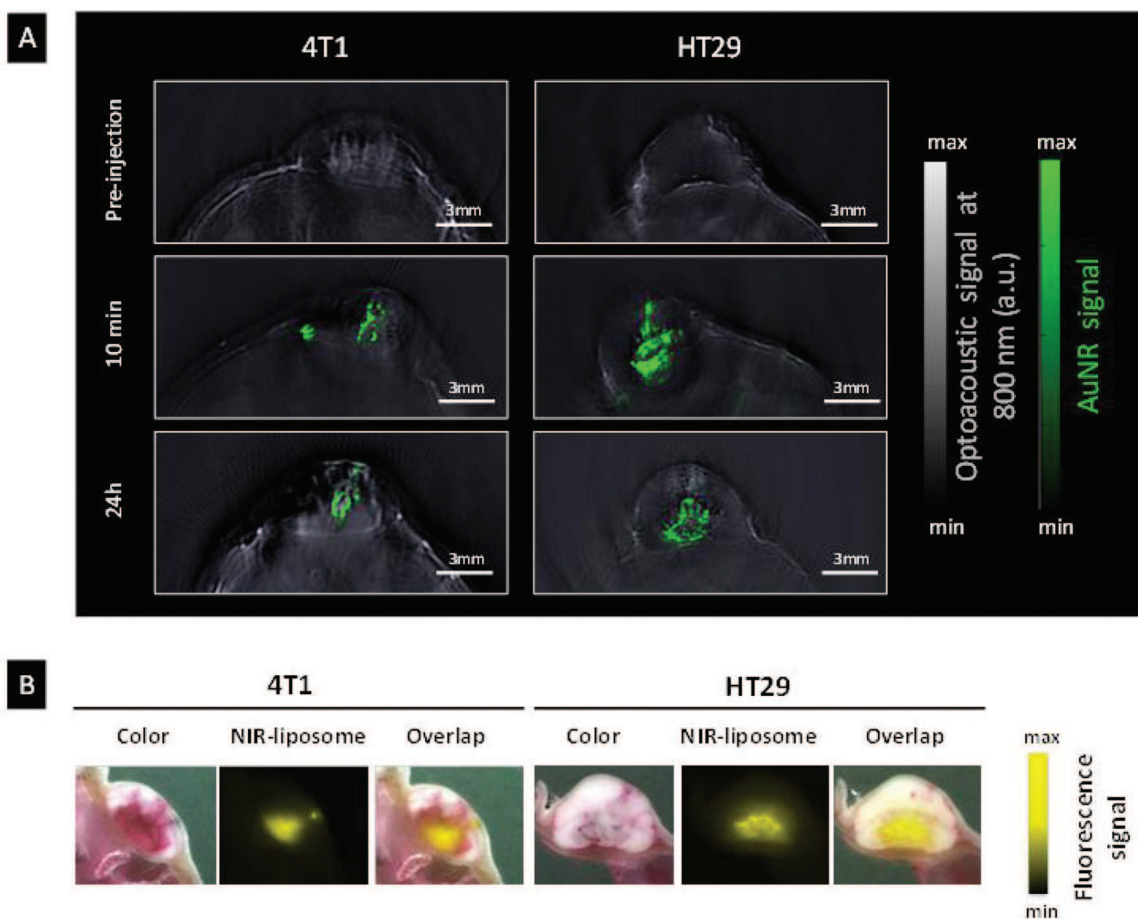 A
4T1 HT29
Pre-injection
3mm 3mm
10 min
3mm 3mm
24h
3mm 3mm
max max
Optoacoustic signal at
800 nm (a.u.)
AuNR signal
min min
B
4T1 HT29
Color NIR-liposome Overlap Color NIR-liposome Overlap
max
Fluorescence
signal
min